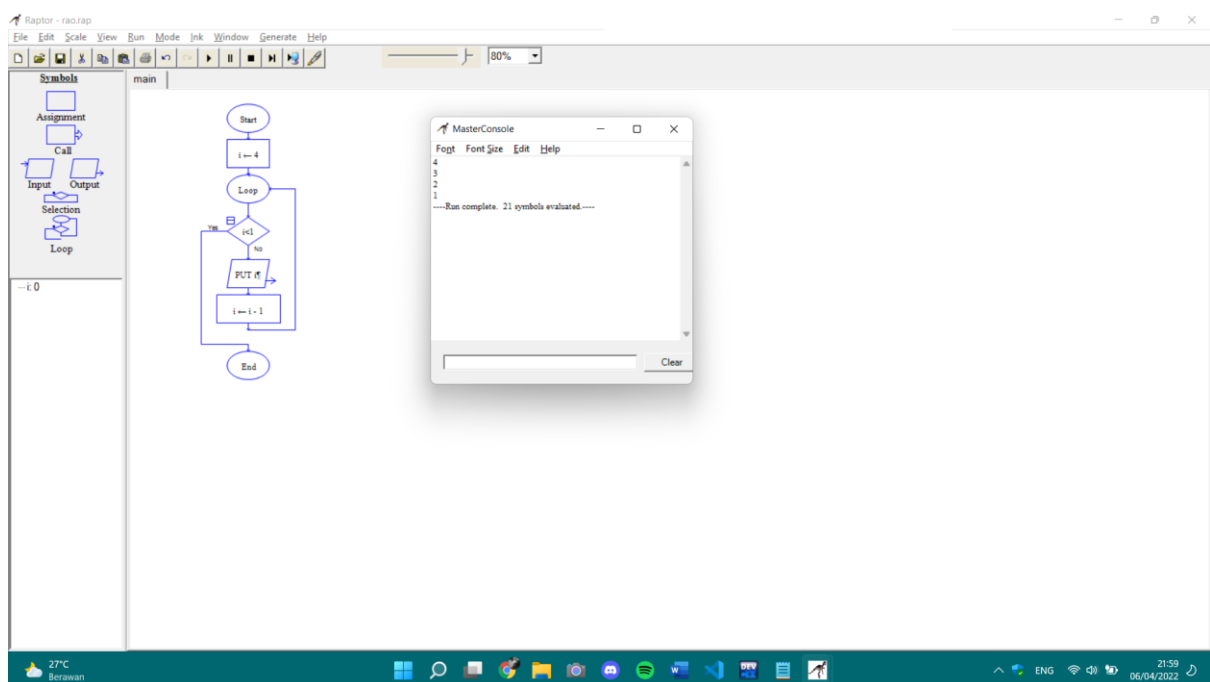 Raptor - rao.rap
File Edit Scale View Run Mode Ink Window Generate Help
80%
Symbols
main
Assignment
Call
Input Output
Selection
Loop
---i: 0
Start
i ← 4
Loop
Yes
i<1
No
PUT i¶
i ← i - 1
End
MasterConsole
Font Font Size Edit Help
4
3
2
1
----Run complete. 21 symbols evaluated.----
Clear
27°C
Berawan
DEV
ENG
21:59
06/04/2022